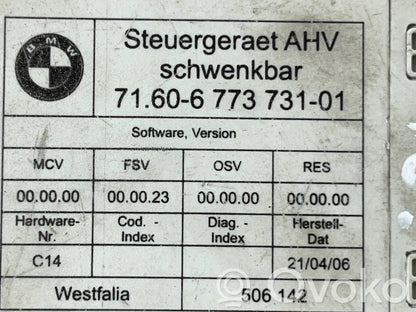 BMW
Steuergeraet AHV
schwenkbar
71.60-6 773 731-01
Software, Version
MCV FSV OSV RES
00.00.00 00.00.23 00.00.00 00.00.00
Hardware- Cod. - Diag. - Herstell-
Nr. Index Index Dat
C14 21/04/06
Westfalia 506 142
© Ovoko